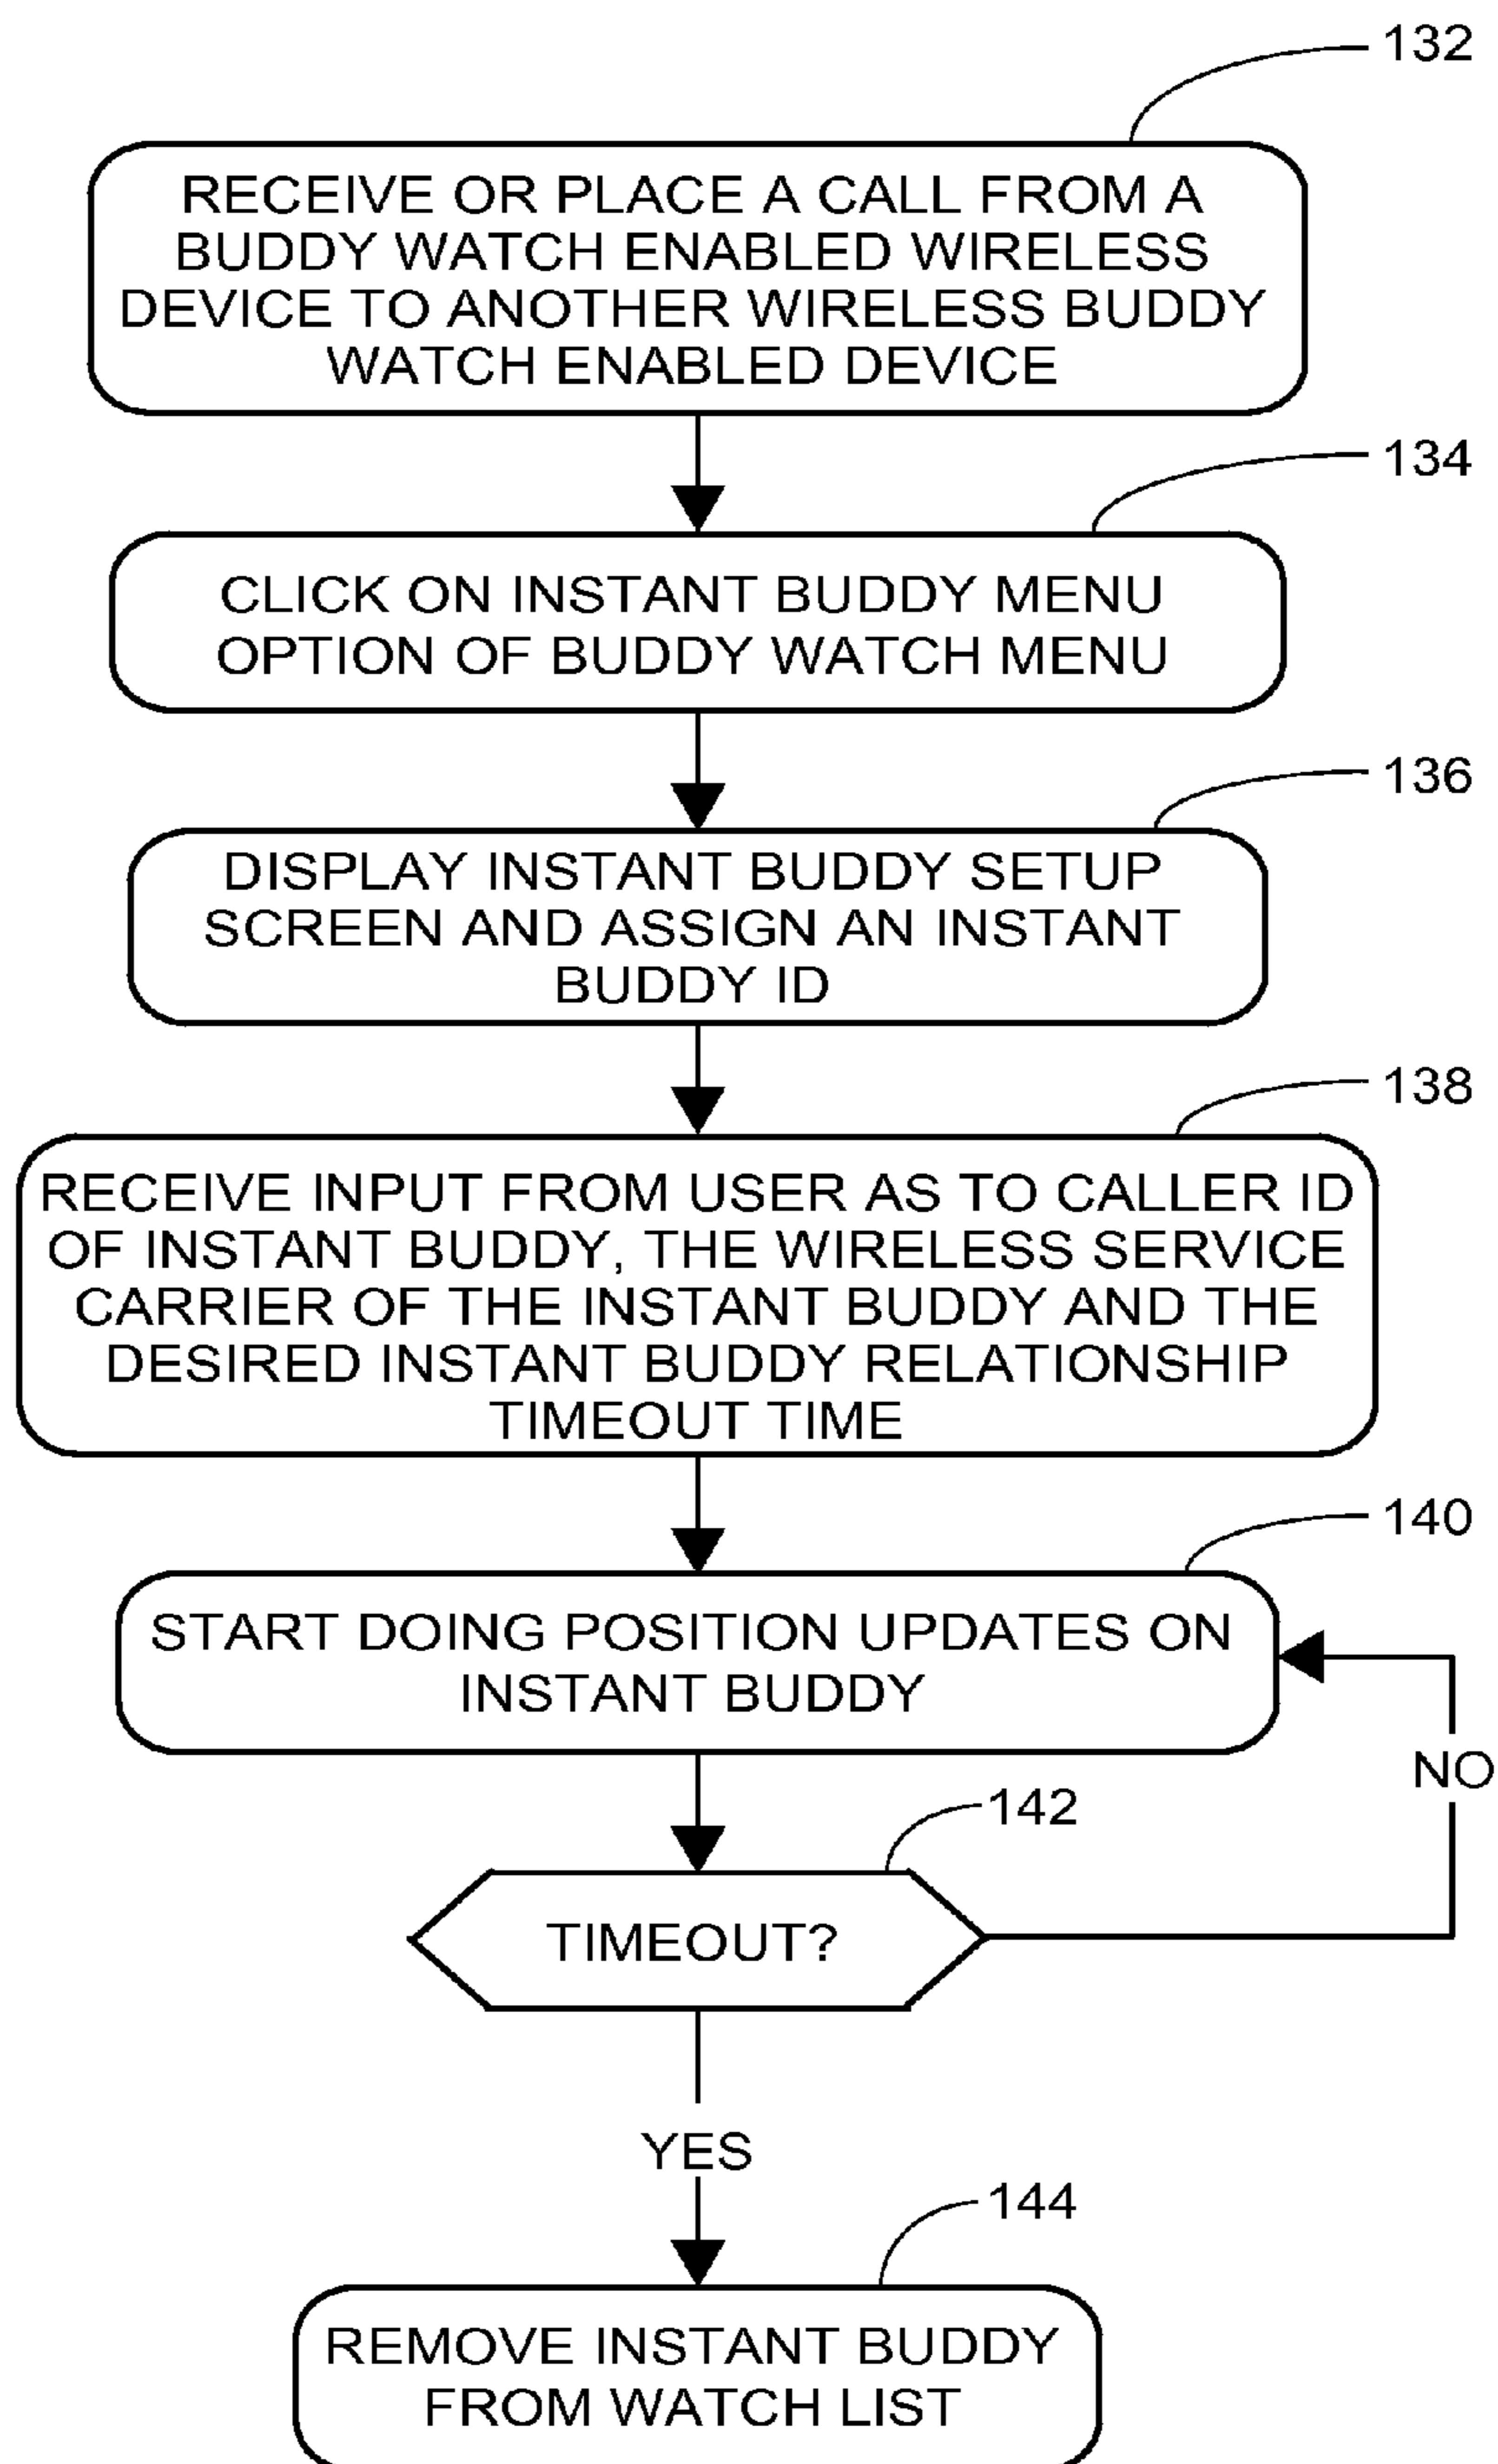 132
RECEIVE OR PLACE A CALL FROM A
BUDDY WATCH ENABLED WIRELESS
DEVICE TO ANOTHER WIRELESS BUDDY
WATCH ENABLED DEVICE
134
CLICK ON INSTANT BUDDY MENU
OPTION OF BUDDY WATCH MENU
136
DISPLAY INSTANT BUDDY SETUP
SCREEN AND ASSIGN AN INSTANT
BUDDY ID
138
RECEIVE INPUT FROM USER AS TO CALLER ID
OF INSTANT BUDDY, THE WIRELESS SERVICE
CARRIER OF THE INSTANT BUDDY AND THE
DESIRED INSTANT BUDDY RELATIONSHIP
TIMEOUT TIME
140
START DOING POSITION UPDATES ON
INSTANT BUDDY
NO
142
TIMEOUT?
YES
144
REMOVE INSTANT BUDDY
FROM WATCH LIST